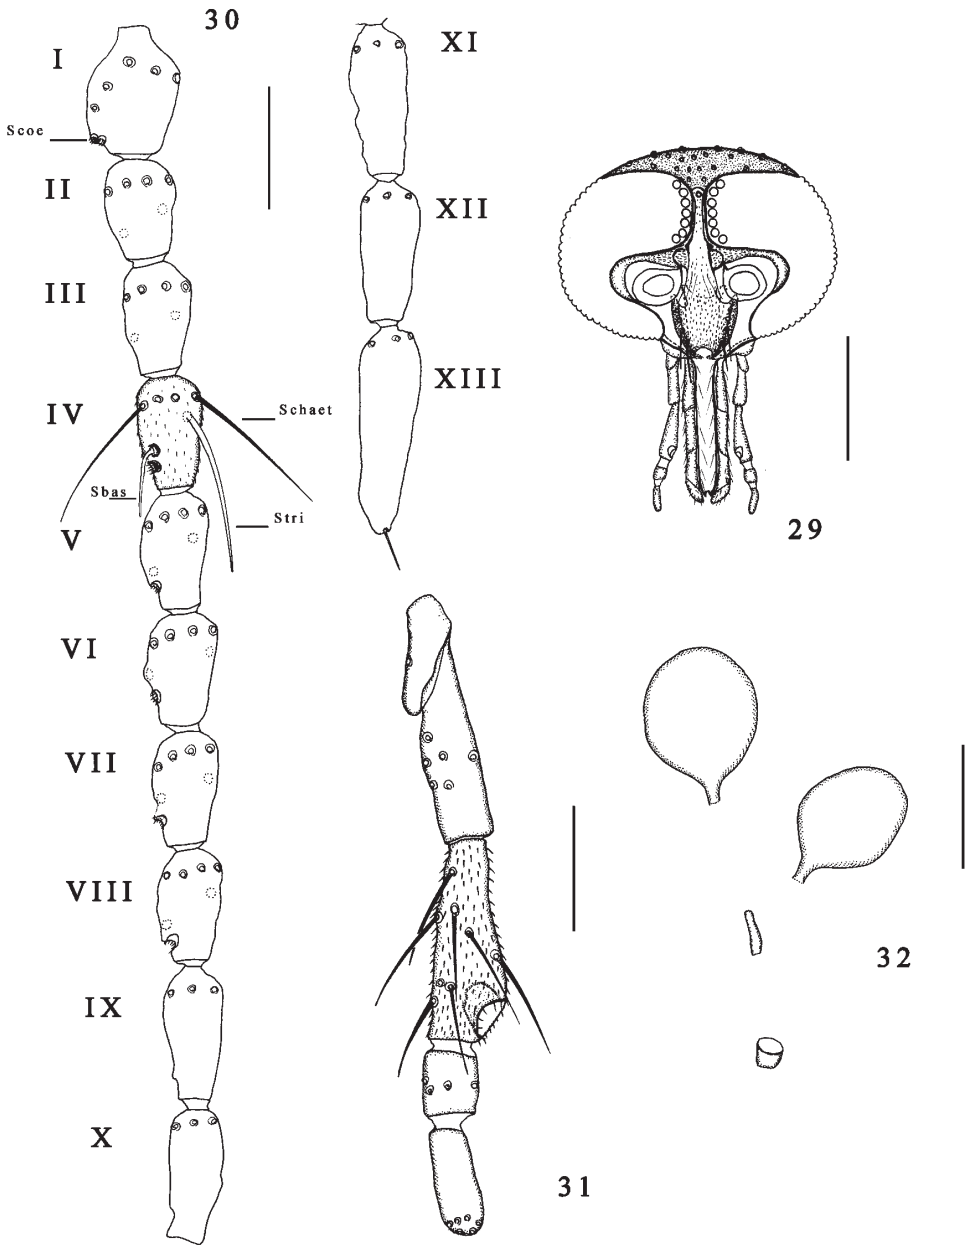 30
I
Scoe
II
III
IV
Schaet
Sbas
Stri
V
VI
VII
VIII
IX
X
XI
XII
XIII
29
31
32